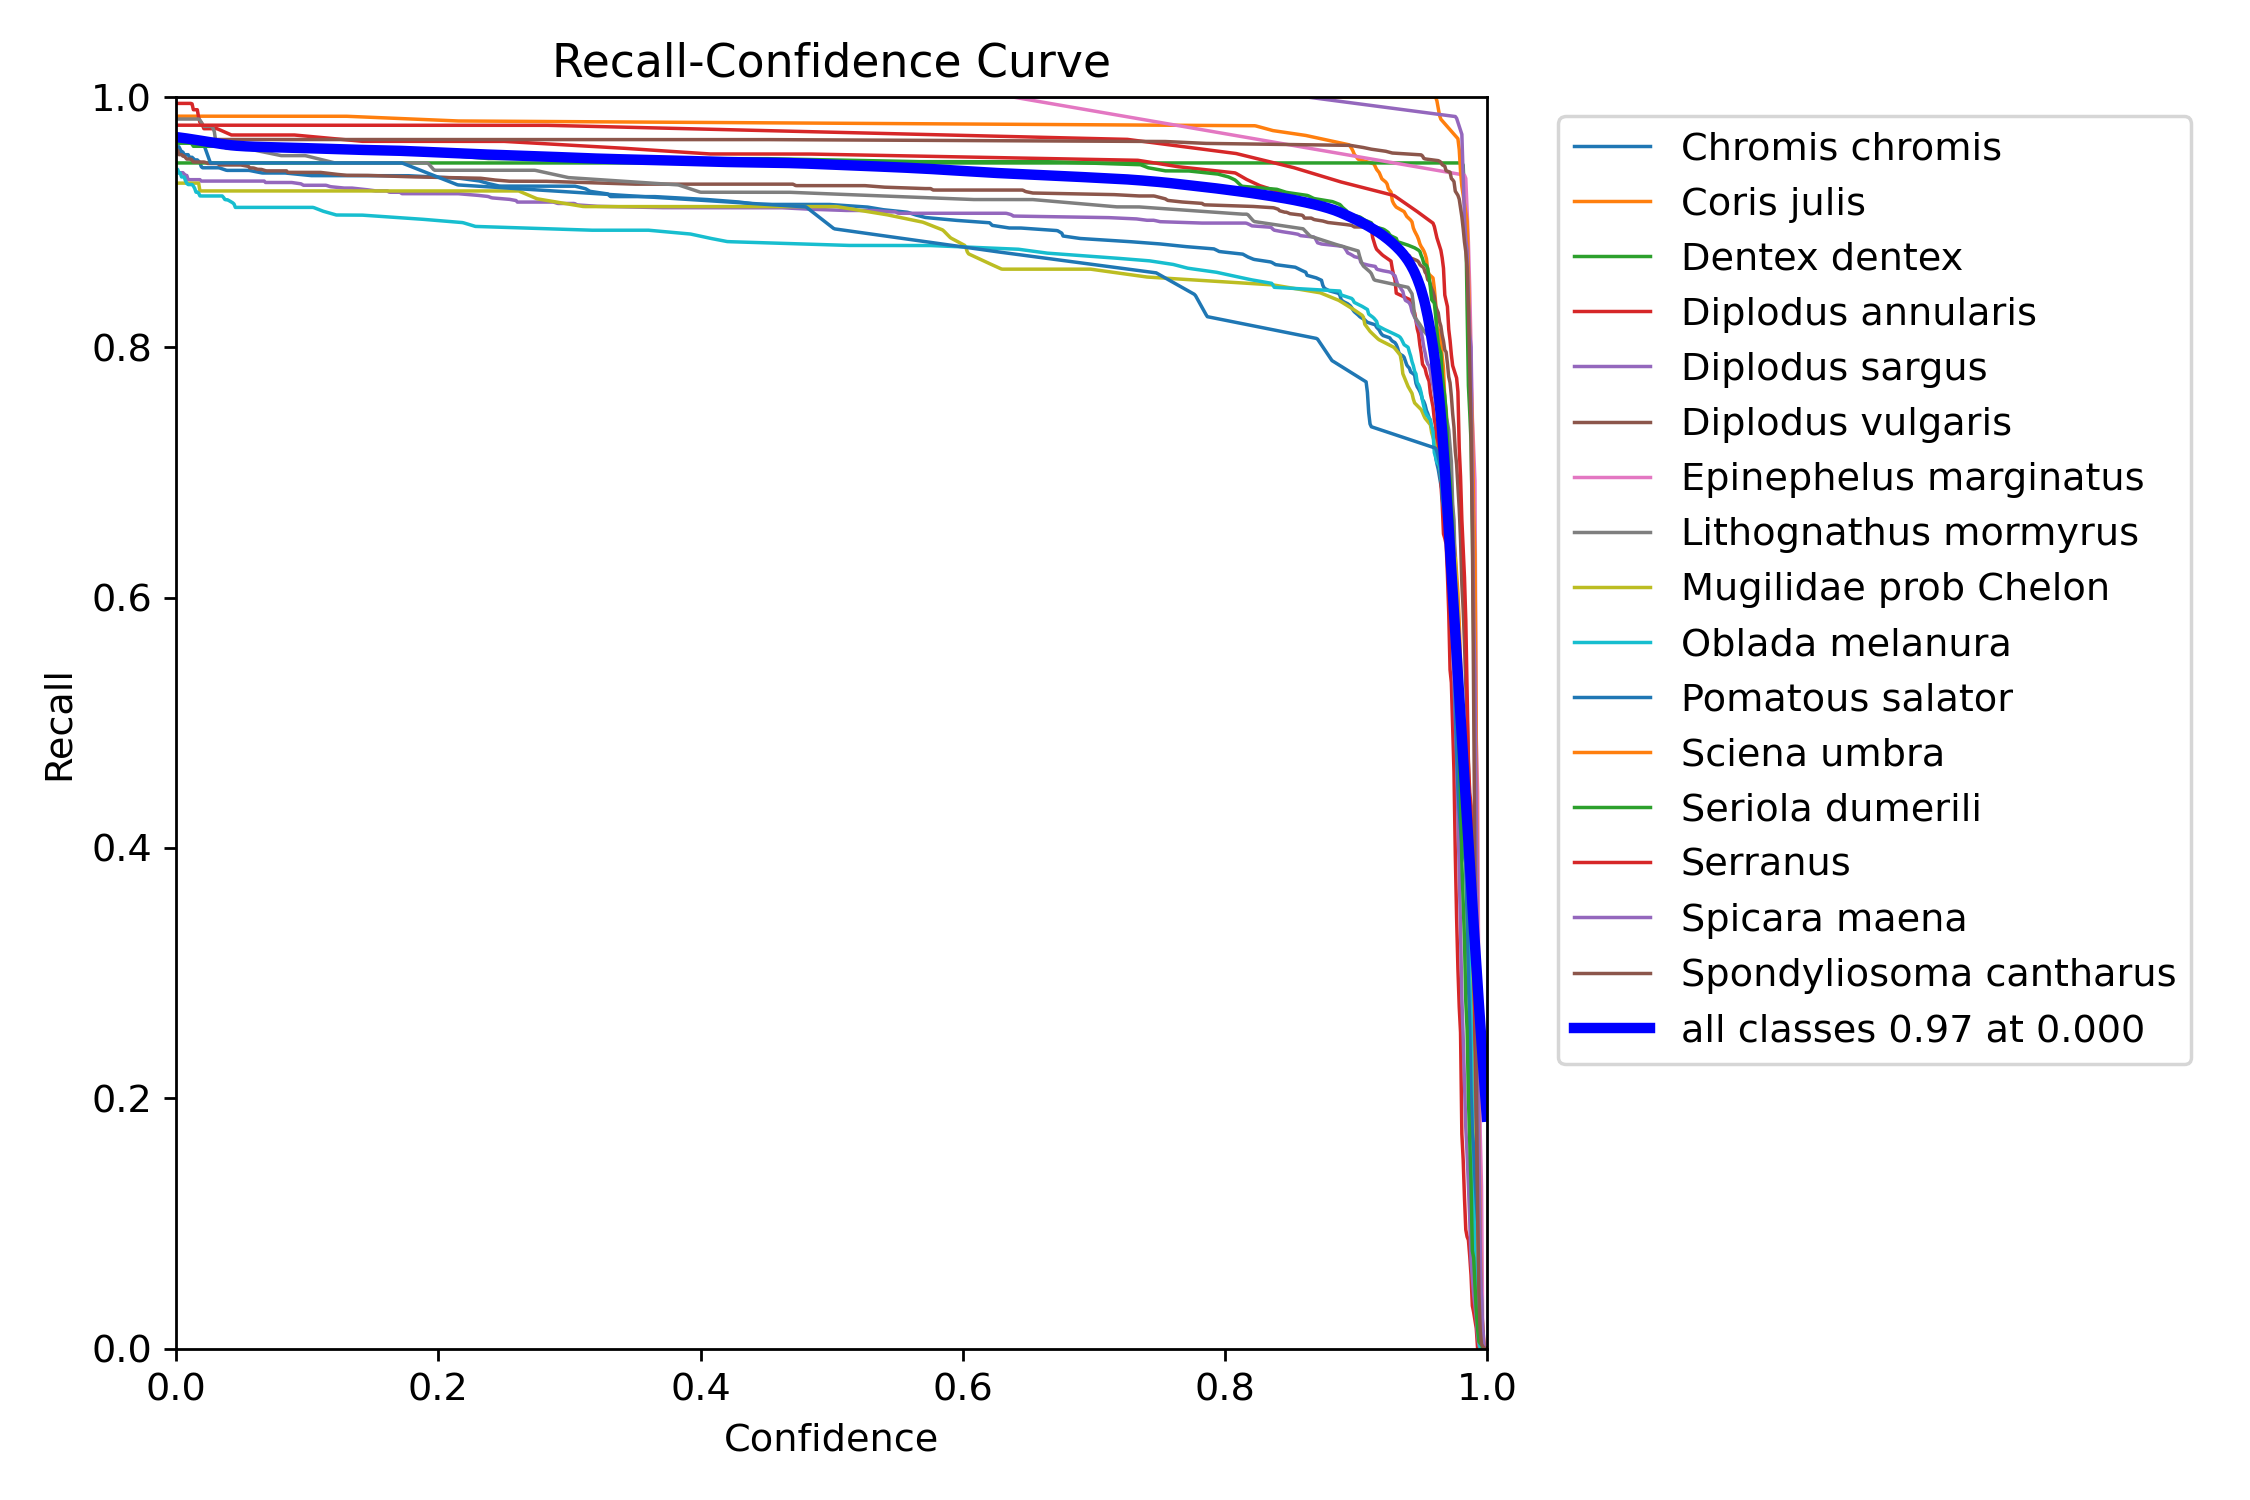 Recall-Confidence Curve
1.0
0.8
0.6
0.4
0.2
0.0
Recall
0.0 0.2 0.4 0.6 0.8 1.0
Confidence
Chromis chromis
Coris julis
Dentex dentex
Diplodus annularis
Diplodus sargus
Diplodus vulgaris
Epinephelus marginatus
Lithognathus mormyrus
Mugilidae prob Chelon
Oblada melanura
Pomatous salator
Sciena umbra
Seriola dumerili
Serranus
Spicara maena
Spondyliosoma cantharus
all classes 0.97 at 0.000